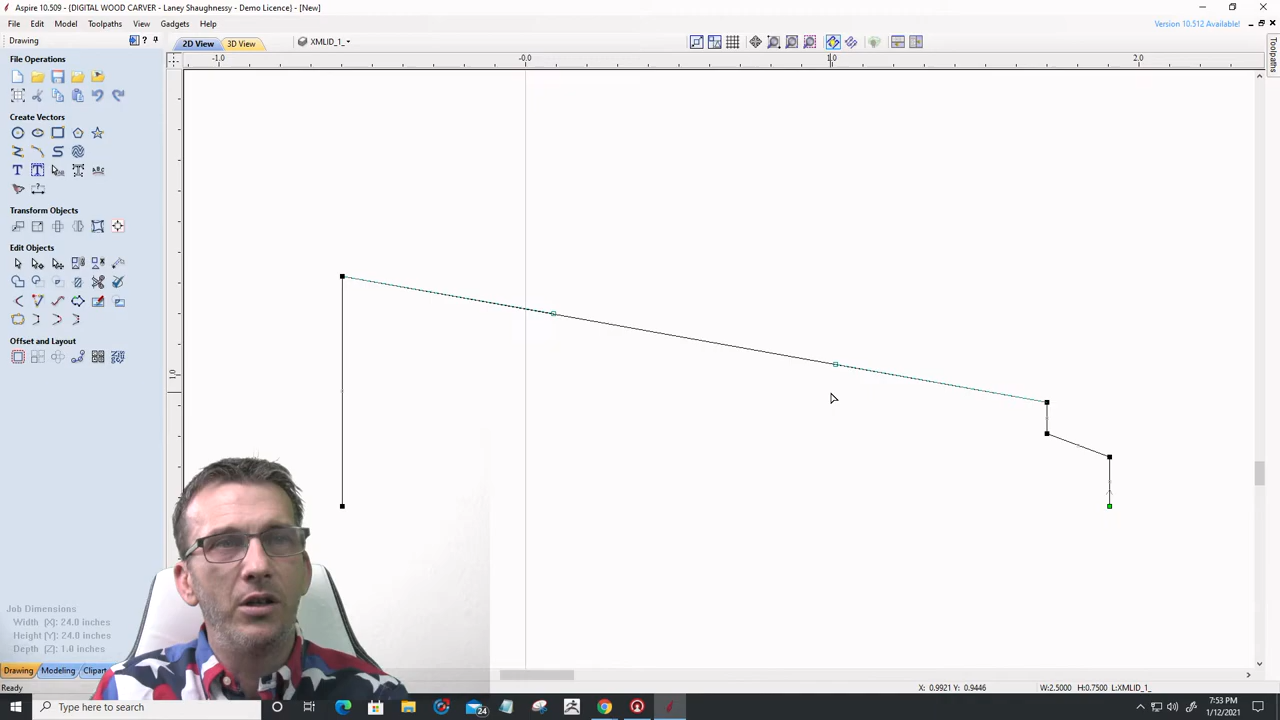 Aspire 10.509 - {DIGITAL WOOD CARVER - Laney Shaughnessy - Demo Licence} - [New]
File Edit Model Toolpaths View Gadgets Help
Version 10.512 Available!
Drawing
2D View
3D View
XMLID_1_
Toolpaths
-1.0
-0.0
1.0
2.0
1.0
File Operations
Create Vectors
Transform Objects
Edit Objects
Offset and Layout
Job Dimensions
Width (X): 24.0 inches
Height (Y): 24.0 inches
Depth (Z): 1.0 inches
Drawing
Modeling
Clipart
Ready
X: 0.9921 Y: 0.9446
W:2.5000 H:0.7500 L:XMLID_1_
Type here to search
24
7:53 PM
1/12/2021